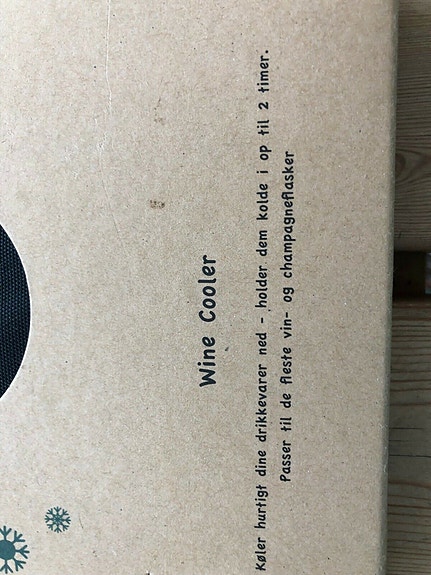 Wine Cooler
Køler hurtigt dine drikkevarer ned - holder dem kolde i op til 2 timer.
Passer til de fleste vin- og champagneflasker